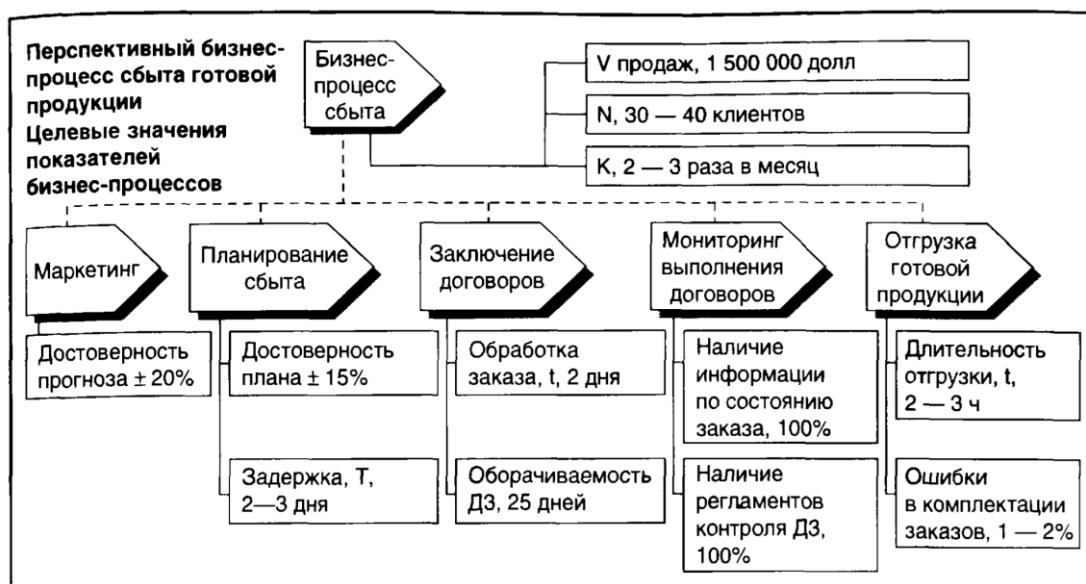 Перспективный бизнес-
процесс сбыта готовой
продукции
Целевые значения
показателей
бизнес-процессов
Бизнес-
процесс
сбыта
V продаж, 1 500 000 долл
N, 30 — 40 клиентов
K, 2 — 3 раза в месяц
Маркетинг
Достоверность
прогноза ± 20%
Планирование
сбыта
Достоверность
плана ± 15%
Задержка, T,
2—3 дня
Заключение
договоров
Обработка
заказа, t, 2 дня
Оборачиваемость
ДЗ, 25 дней
Мониторинг
выполнения
договоров
Наличие
информации
по состоянию
заказа, 100%
Наличие
регламентов
контроля ДЗ,
100%
Отгрузка
готовой
продукции
Длительность
отгрузки, t,
2 — 3 ч
Ошибки
в комплектации
заказов, 1 — 2%